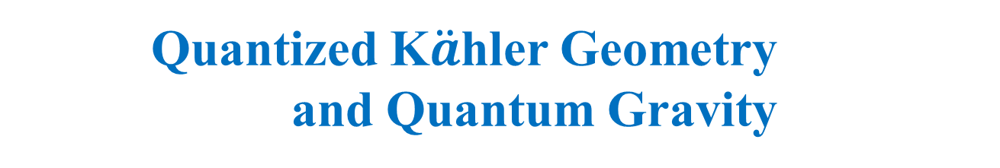 Quantized Kähler Geometry
and Quantum Gravity